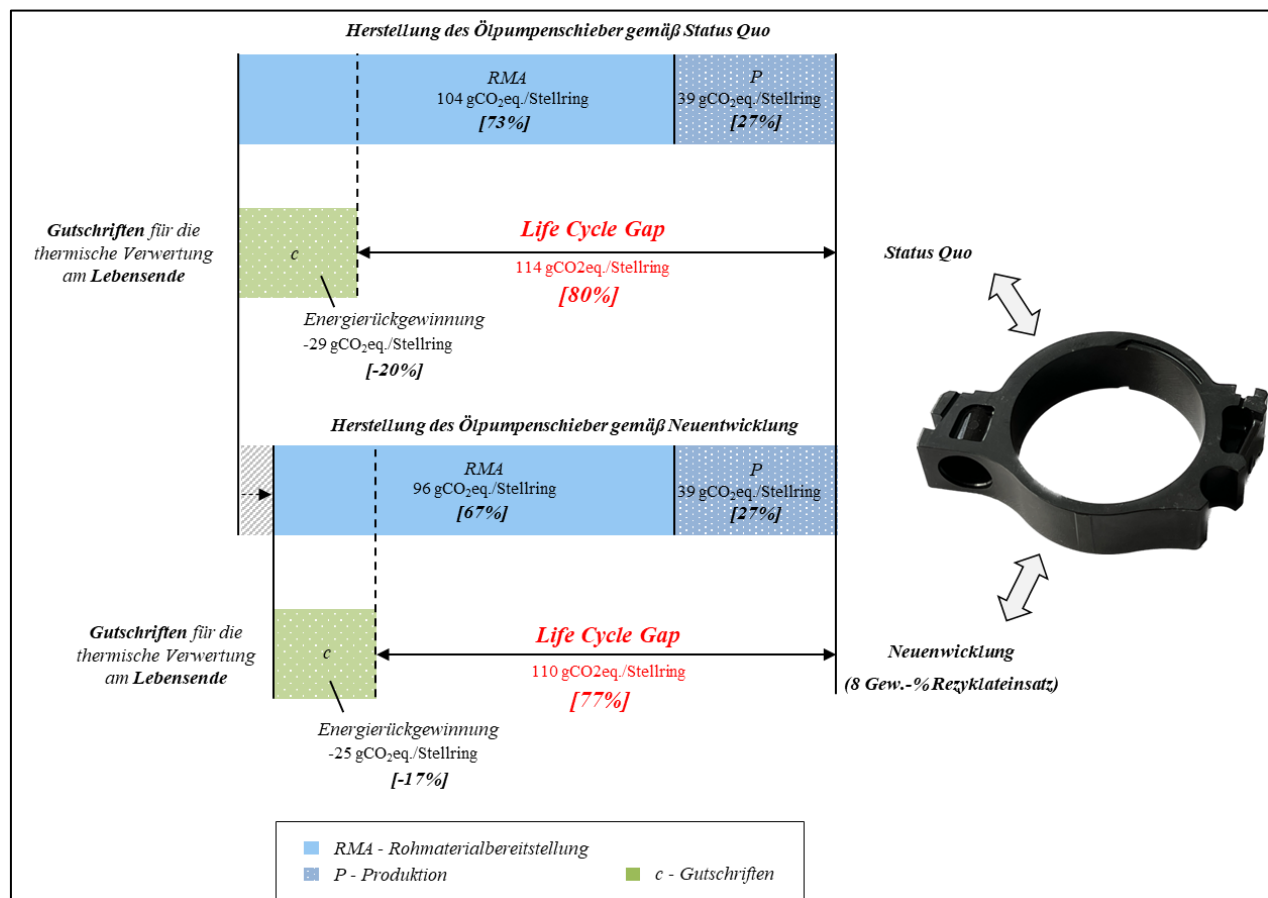 Herstellung des Ölpumpenschieber gemäß Status Quo
RMA
104 gCO₂eq./Stellring
[73%]
P
39 gCO₂eq./Stellring
[27%]
Gutschriften für die
thermische Verwertung
am Lebensende
c
Life Cycle Gap
114 gCO2eq./Stellring
[80%]
Energierückgewinnung
-29 gCO₂eq./Stellring
[-20%]
Status Quo
Herstellung des Ölpumpenschieber gemäß Neuentwicklung
RMA
96 gCO₂eq./Stellring
[67%]
P
39 gCO₂eq./Stellring
[27%]
Gutschriften für die
thermische Verwertung
am Lebensende
c
Life Cycle Gap
110 gCO2eq./Stellring
[77%]
Energierückgewinnung
-25 gCO₂eq./Stellring
[-17%]
Neuenwicklung
(8 Gew.-% Rezyklateinsatz)
RMA - Rohmaterialbereitstellung
P - Produktion
c - Gutschriften